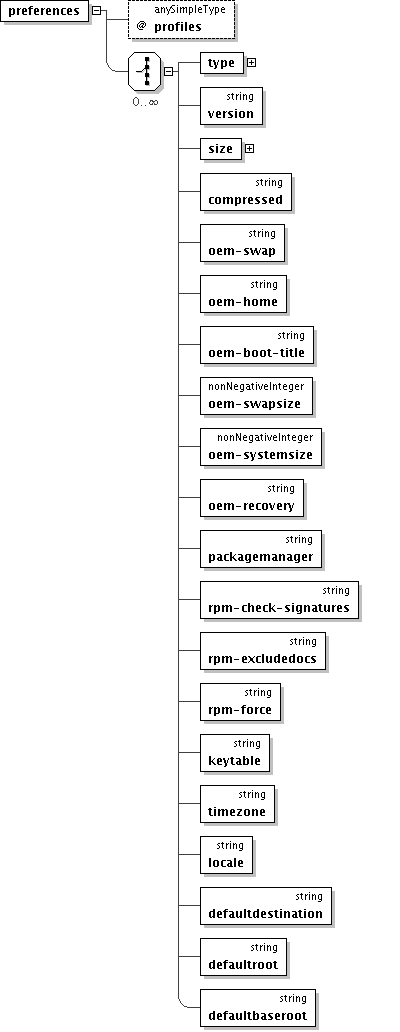 preferences
anySimpleType
@ profiles
0..∞
type
string
version
size
string
compressed
string
oem-swap
string
oem-home
string
oem-boot-title
nonNegativeInteger
oem-swapsize
nonNegativeInteger
oem-systemsize
string
oem-recovery
string
packagemanager
string
rpm-check-signatures
string
rpm-excludedocs
string
rpm-force
string
keytable
string
timezone
string
locale
string
defaultdestination
string
defaultroot
string
defaultbaseroot